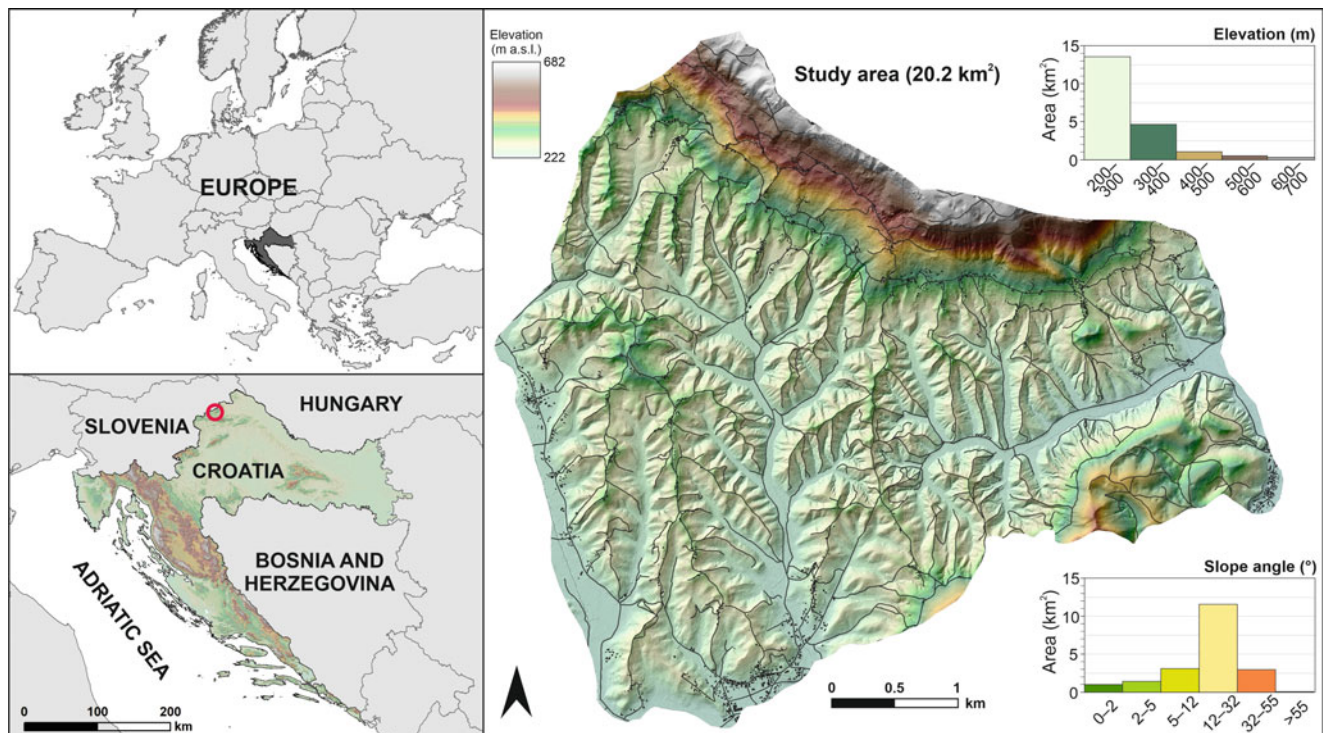 EUROPE
SLOVENIA
HUNGARY
CROATIA
BOSNIA AND
HERZEGOVINA
ADRIATIC SEA
0 100 200
km
Elevation
(m a.s.l.)
682
222
Study area (20.2 km²)
Elevation (m)
Area (km²)
15
10
5
0
200–
300
300–
400
400–
500
500–
600
600–
700
Slope angle (º)
Area (km²)
15
10
5
0
0–2
2–5
5–12
12–32
32–55
>55
0 0.5 1
km